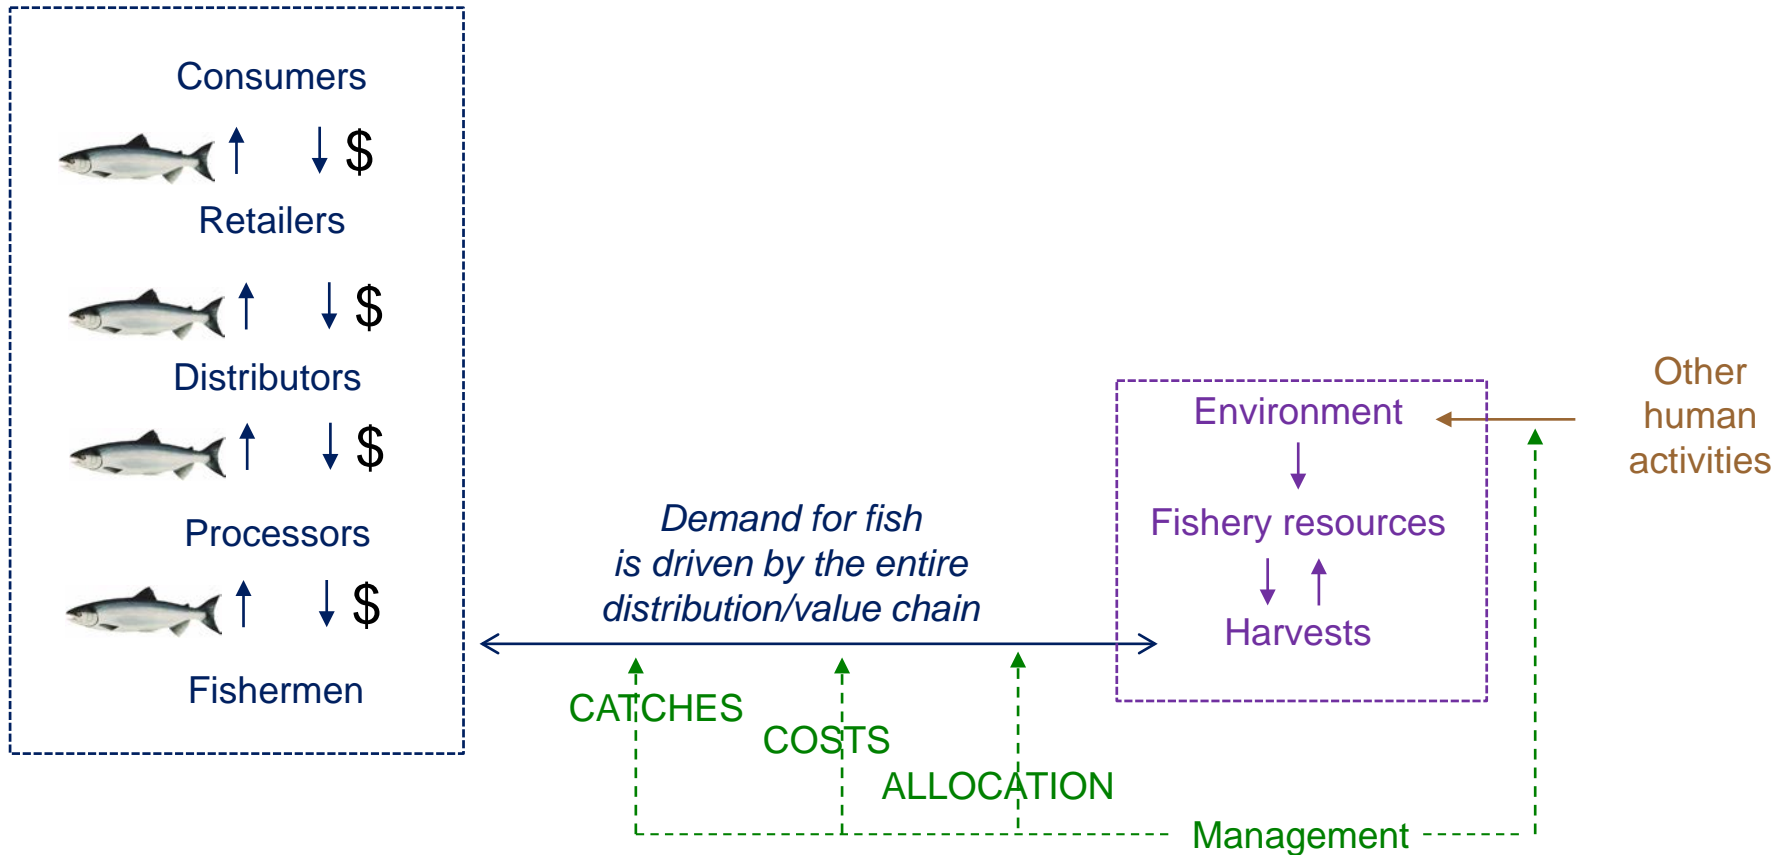 Consumers
$
Retailers
$
Distributors
$
Processors
$
Fishermen
Demand for fish
is driven by the entire
distribution/value chain
CATCHES
COSTS
ALLOCATION
Management
Environment
Fishery resources
Harvests
Other
human
activities